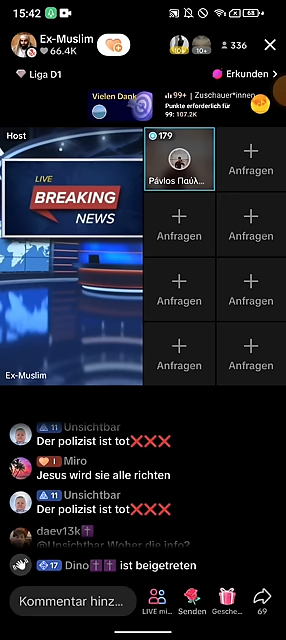 15:42
68
Ex-Muslim
66.4K
10+
336
Liga D1
Erkunden
Vielen Dank
99+ | Zuschauer*innen
Punkte erforderlich für
99: 107.2K
Host
LIVE
BREAKING
NEWS
Ex-Muslim
179
Pávlos Παύλ...
Anfragen
Anfragen
Anfragen
Anfragen
Anfragen
Anfragen
Anfragen
11 Unsichtbar
Der polizist ist tot❌❌❌
1 Miro
Jesus wird sie alle richten
11 Unsichtbar
Der polizist ist tot❌❌❌
daev13k✝️
@Unsichtbar Woher die info?
17 Dino✝️✝️ ist beigetreten
Kommentar hinz...
LIVE mi...
Senden
Gesche...
69